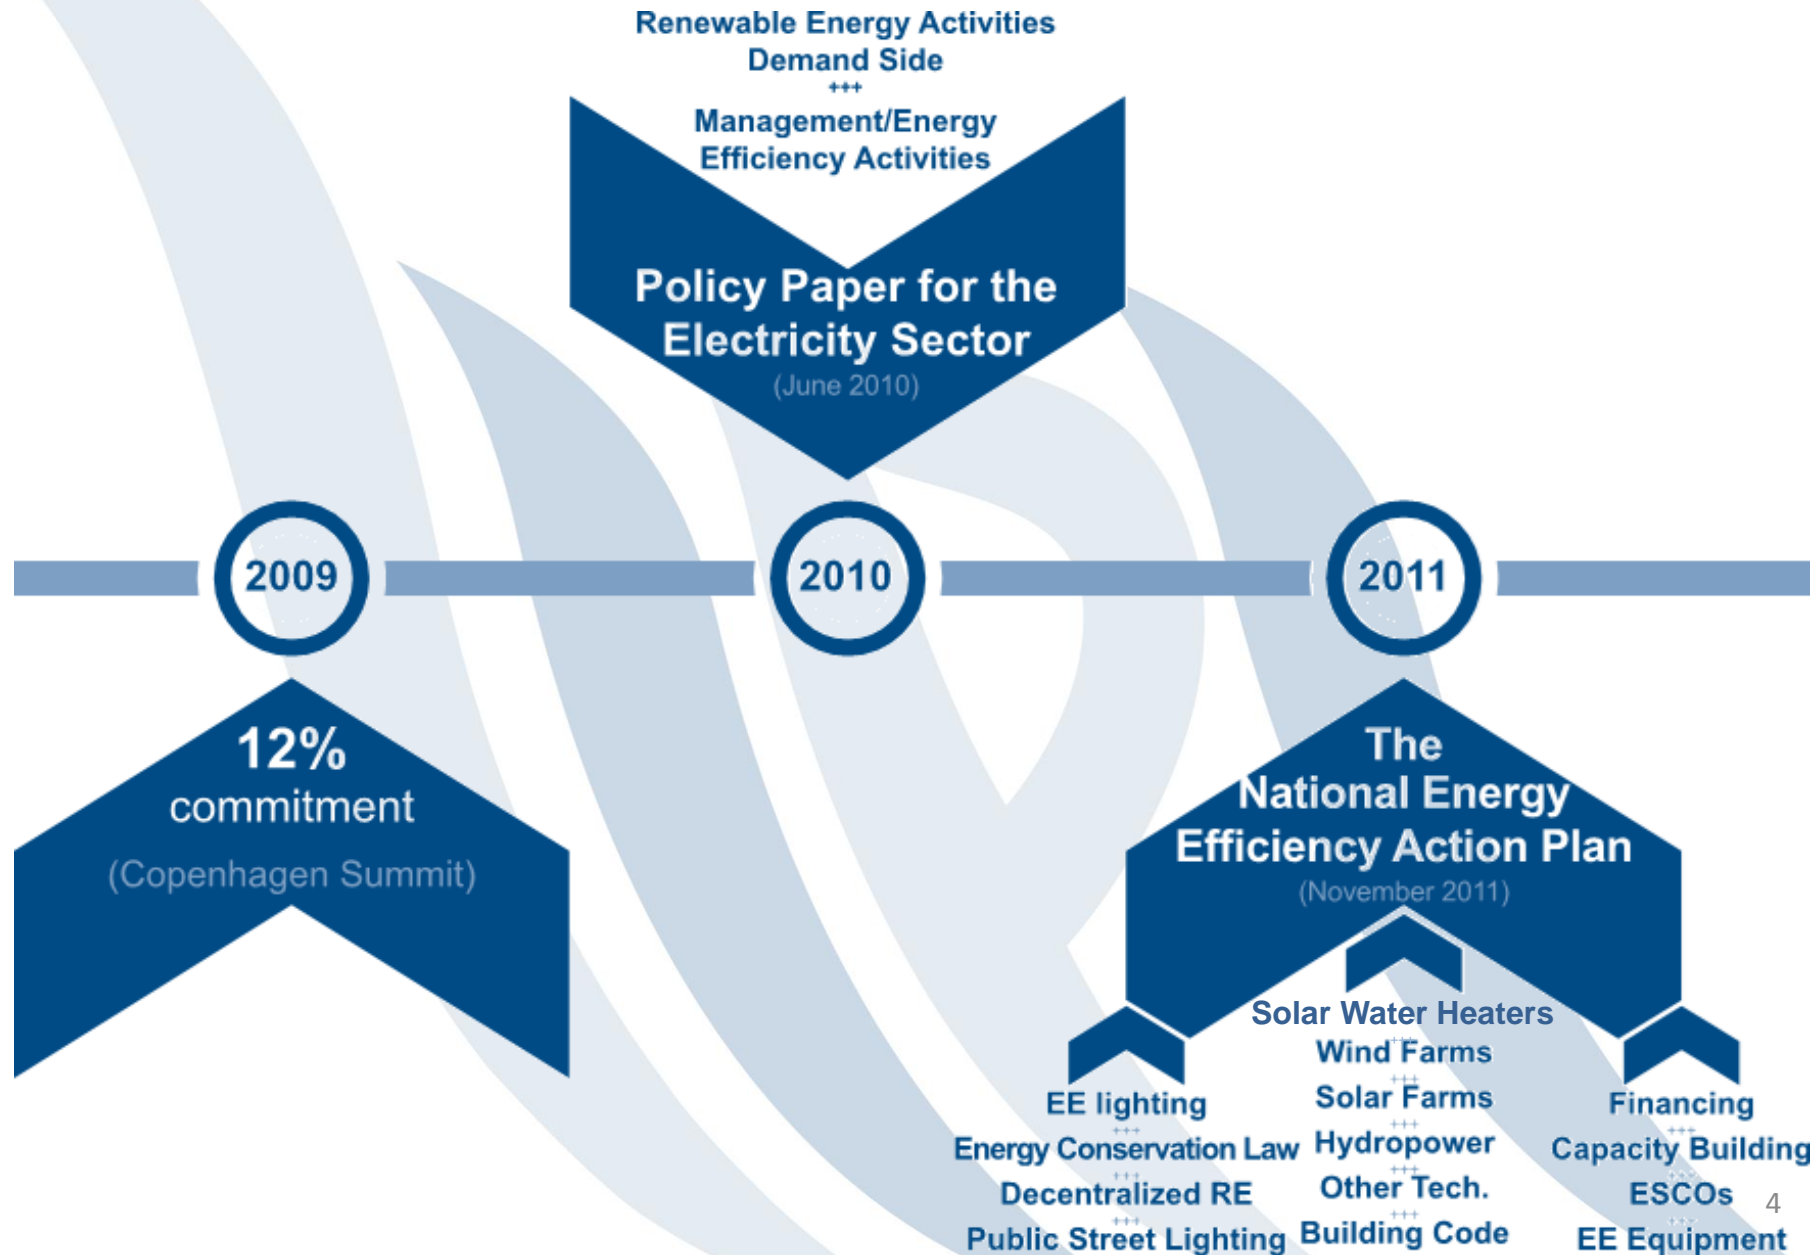 Renewable Energy Activities
Demand Side
+++
Management/Energy
Efficiency Activities
Policy Paper for the
Electricity Sector
(June 2010)
2009
2010
2011
12%
commitment
(Copenhagen Summit)
The
National Energy
Efficiency Action Plan
(November 2011)
EE lighting
+++
Energy Conservation Law
+++
Decentralized RE
+++
Public Street Lighting
Solar Water Heaters
+++
Wind Farms
+++
Solar Farms
+++
Hydropower
+++
Other Tech.
+++
Building Code
Financing
+++
Capacity Building
+++
ESCOs
+++
EE Equipment
4